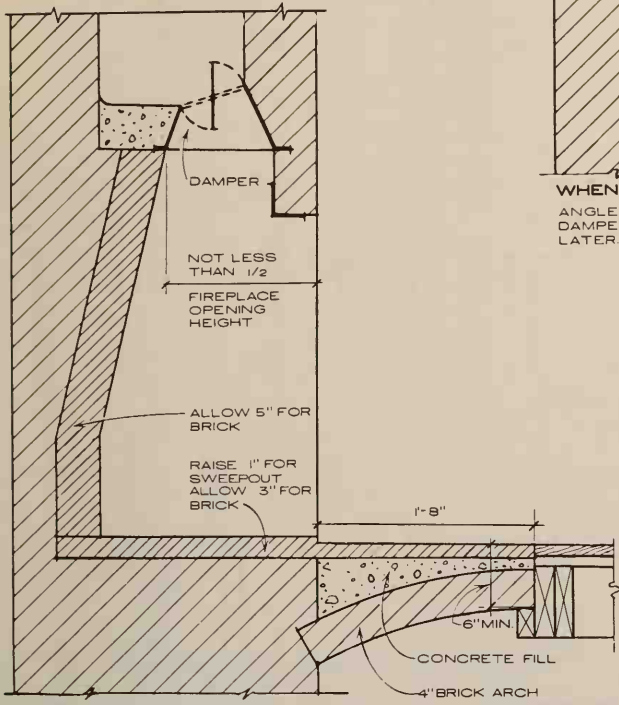 DAMPER
NOT LESS
THAN 1/2
FIREPLACE
OPENING
HEIGHT
ALLOW 5" FOR
BRICK
RAISE 1" FOR
SWEEPOUT
ALLOW 3" FOR
BRICK
1'-8"
6" MIN.
CONCRETE FILL
4" BRICK ARCH
WHEN
ANGLE
DAMPE
LATER.